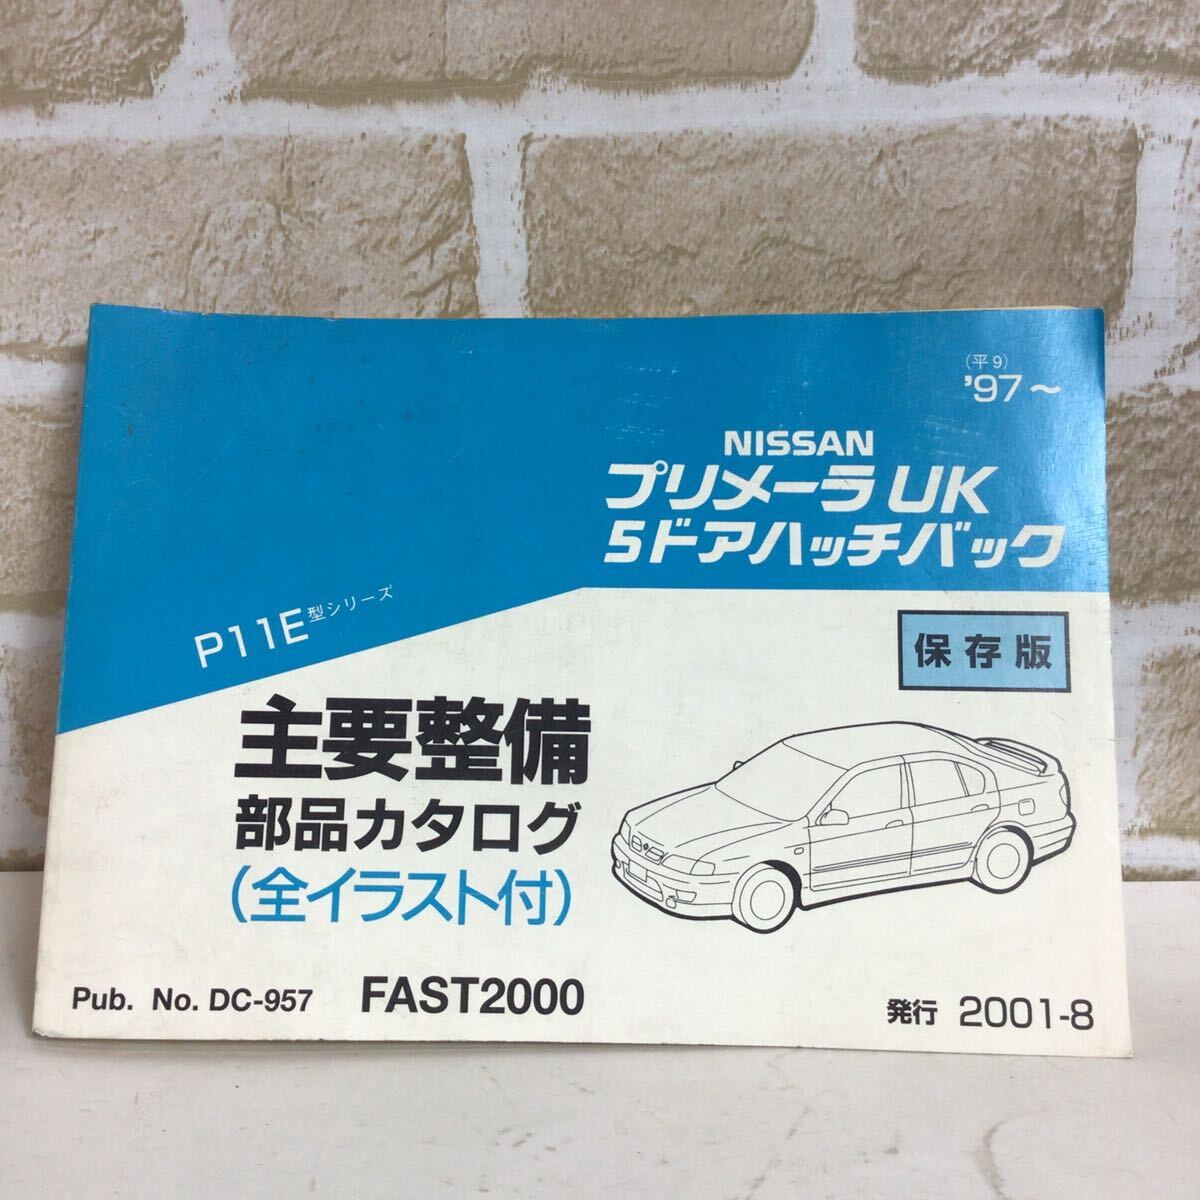 (平9)
'97～
NISSAN
プリメーラ UK
5ドアハッチバック
P11E型シリーズ
保存版
主要整備
部品カタログ
(全イラスト付)
Pub. No. DC-957 FAST2000
発行 2001-8